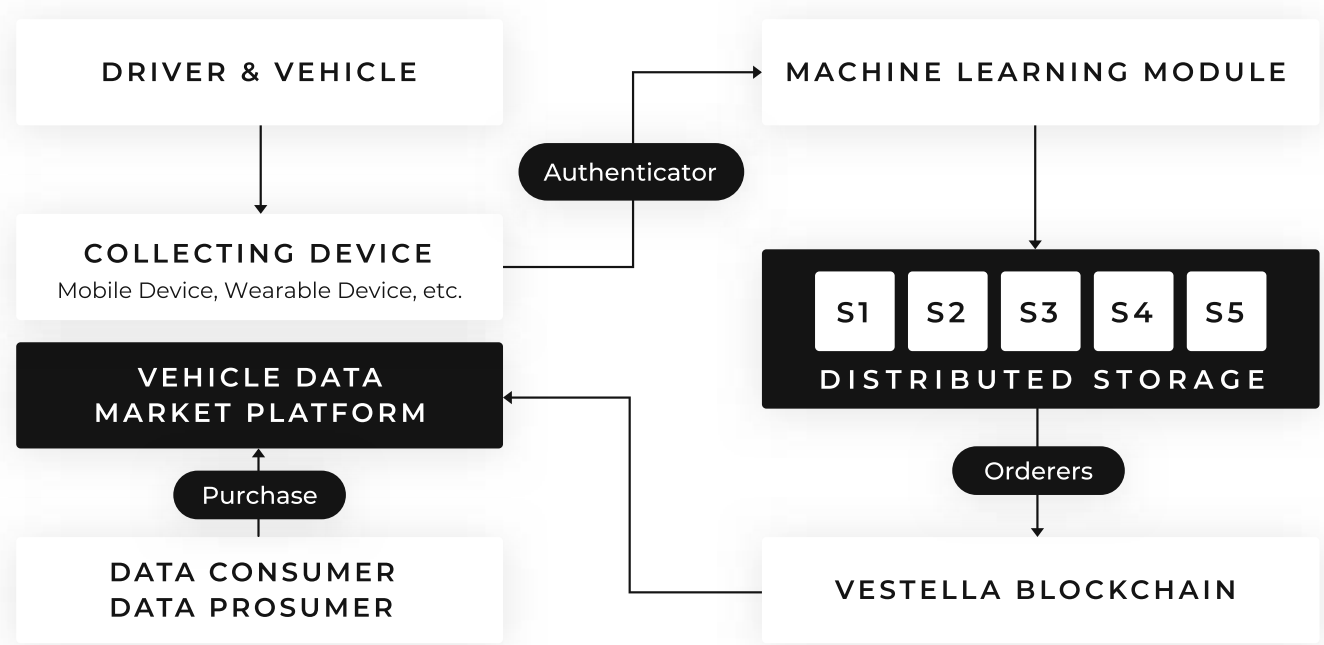 DRIVER & VEHICLE
MACHINE LEARNING MODULE
Authenticator
COLLECTING DEVICE
Mobile Device, Wearable Device, etc.
S1 S2 S3 S4 S5
DISTRIBUTED STORAGE
VEHICLE DATA
MARKET PLATFORM
Orderers
Purchase
DATA CONSUMER
DATA PROSUMER
VESTELLA BLOCKCHAIN